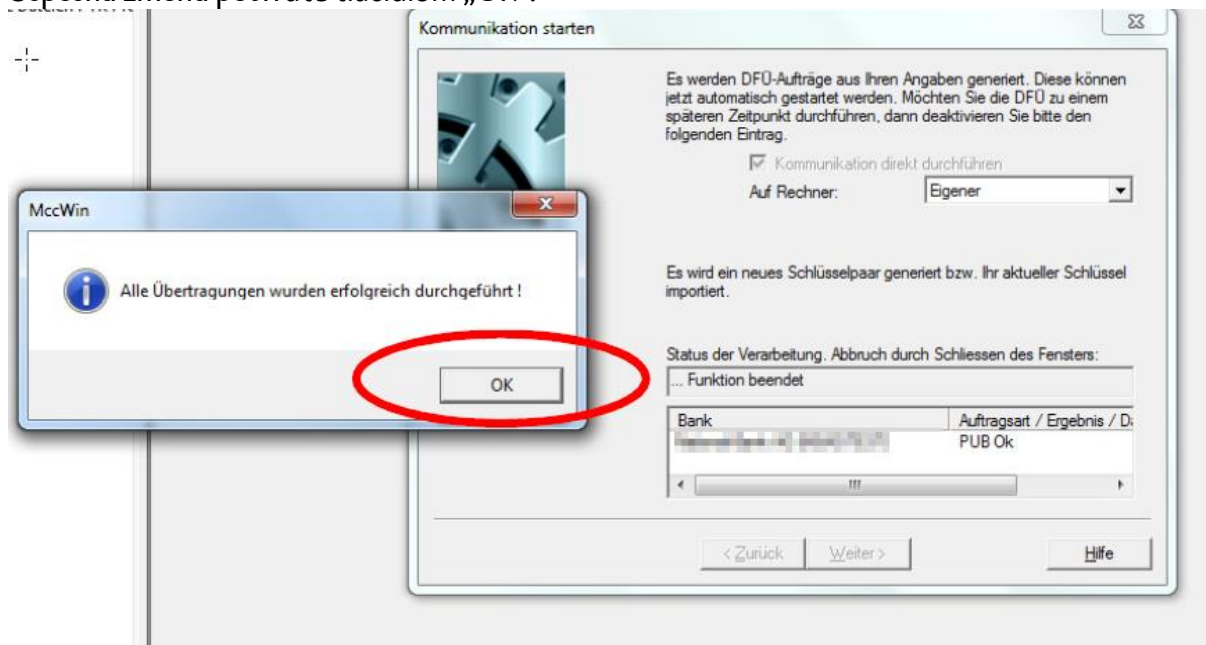 Kommunikation starten
Es werden DFÜ-Aufträge aus Ihren Angaben generiert. Diese können
jetzt automatisch gestartet werden. Möchten Sie die DFÜ zu einem
späteren Zeitpunkt durchführen, dann deaktivieren Sie bitte den
folgenden Eintrag.
Kommunikation direkt durchführen
Auf Rechner: Eigener
MccWin
Alle Übertragungen wurden erfolgreich durchgeführt !
OK
Es wird ein neues Schlüsselpaar generiert bzw. Ihr aktueller Schlüssel
importiert.
Status der Verarbeitung. Abbruch durch Schliessen des Fensters:
... Funktion beendet
Bank Auftragsart / Ergebnis / D
PUB Ok
< Zurück Weiter > Hilfe